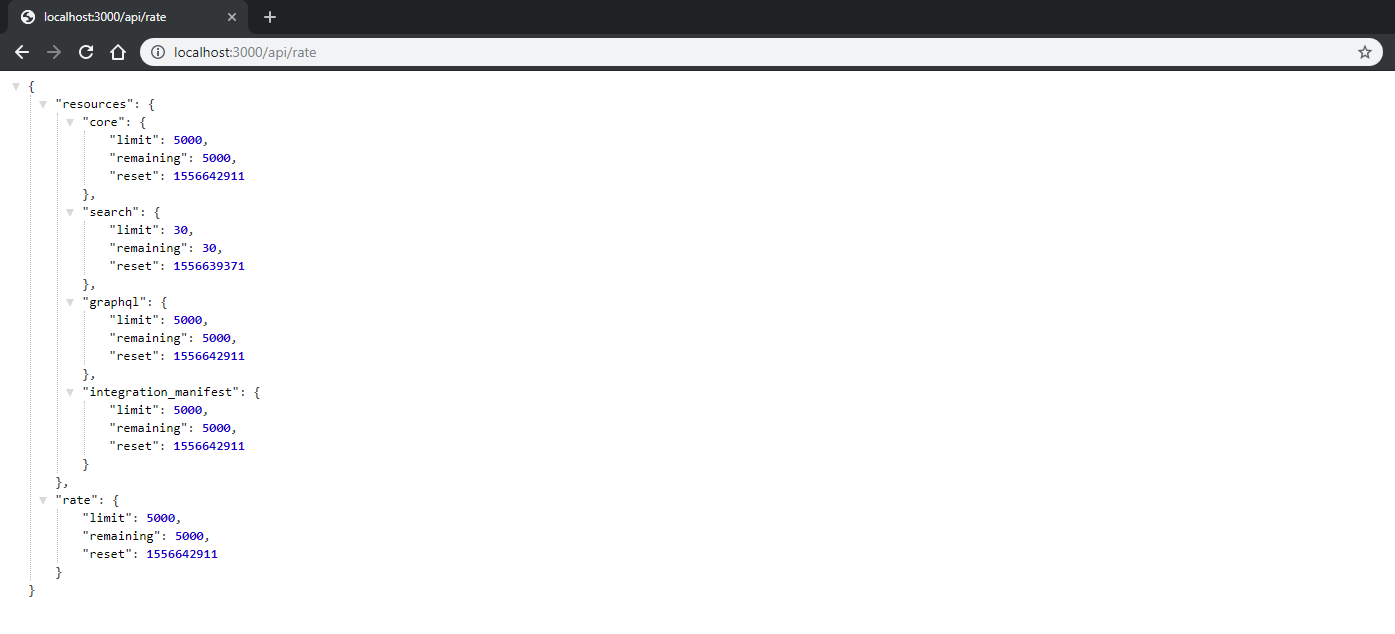 localhost:3000/api/rate
localhost:3000/api/rate
{
"resources": {
"core": {
"limit": 5000,
"remaining": 5000,
"reset": 1556642911
},
"search": {
"limit": 30,
"remaining": 30,
"reset": 1556639371
},
"graphql": {
"limit": 5000,
"remaining": 5000,
"reset": 1556642911
},
"integration_manifest": {
"limit": 5000,
"remaining": 5000,
"reset": 1556642911
}
},
"rate": {
"limit": 5000,
"remaining": 5000,
"reset": 1556642911
}
}